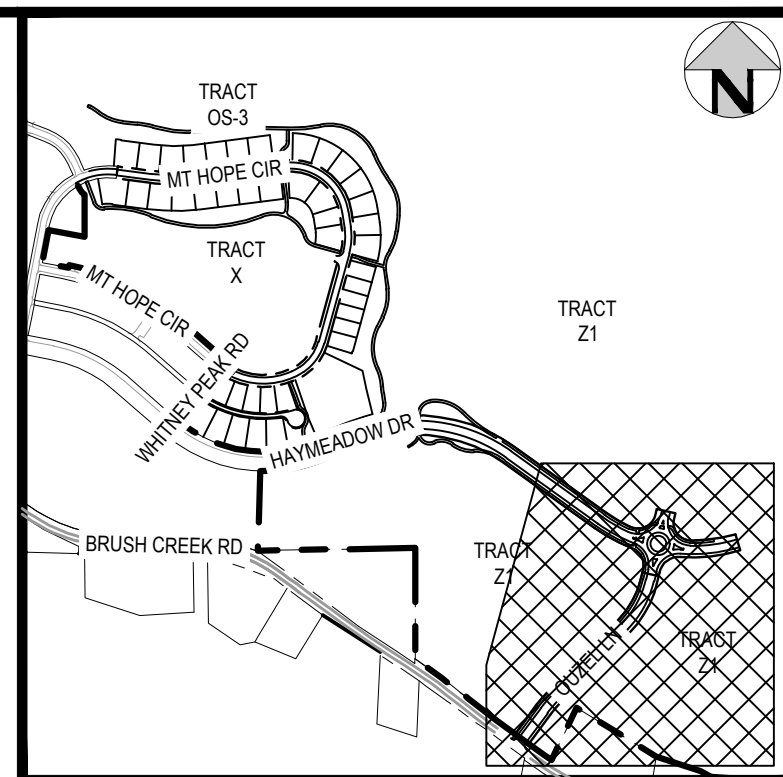 N
TRACT
OS-3
MT HOPE CIR
TRACT
X
MT HOPE CIR
TRACT
Z1
WHITNEY PEAK RD
HAYMEADOW DR
BRUSH CREEK RD
TRACT
Z1
OUZEL LN
TRACT
Z1